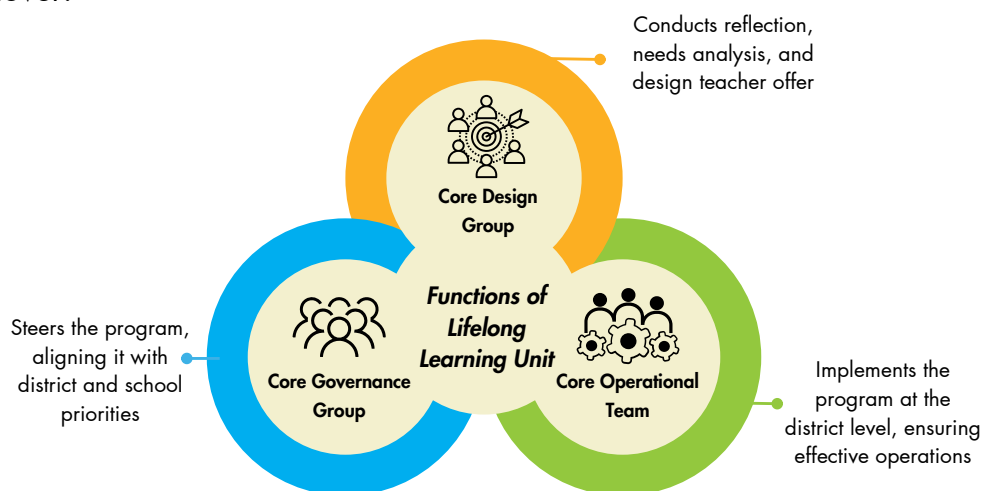 Conducts reflection,
needs analysis, and
design teacher offer
Core Design
Group
Functions of
Lifelong
Learning Unit
Steers the program,
aligning it with
district and school
priorities
Core Governance
Group
Core Operational
Team
Implements the
program at the
district level, ensuring
effective operations